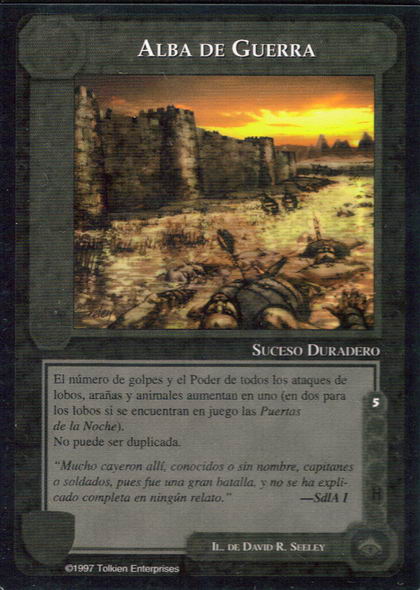 ALBA DE GUERRA
SUCESO DURADERO
El número de golpes y el Poder de todos los ataques de
lobos, arañas y animales aumentan en uno (en dos para
los lobos si se encuentran en juego las Puertas
de la Noche).
No puede ser duplicada.
5
"Mucho cayeron allí, conocidos o sin nombre, capitanes
o soldados, pues fue una gran batalla, y no se ha expli-
cado completa en ningún relato." —SdlA I
H
IL. DE DAVID R. SEELEY
©1997 Tolkien Enterprises